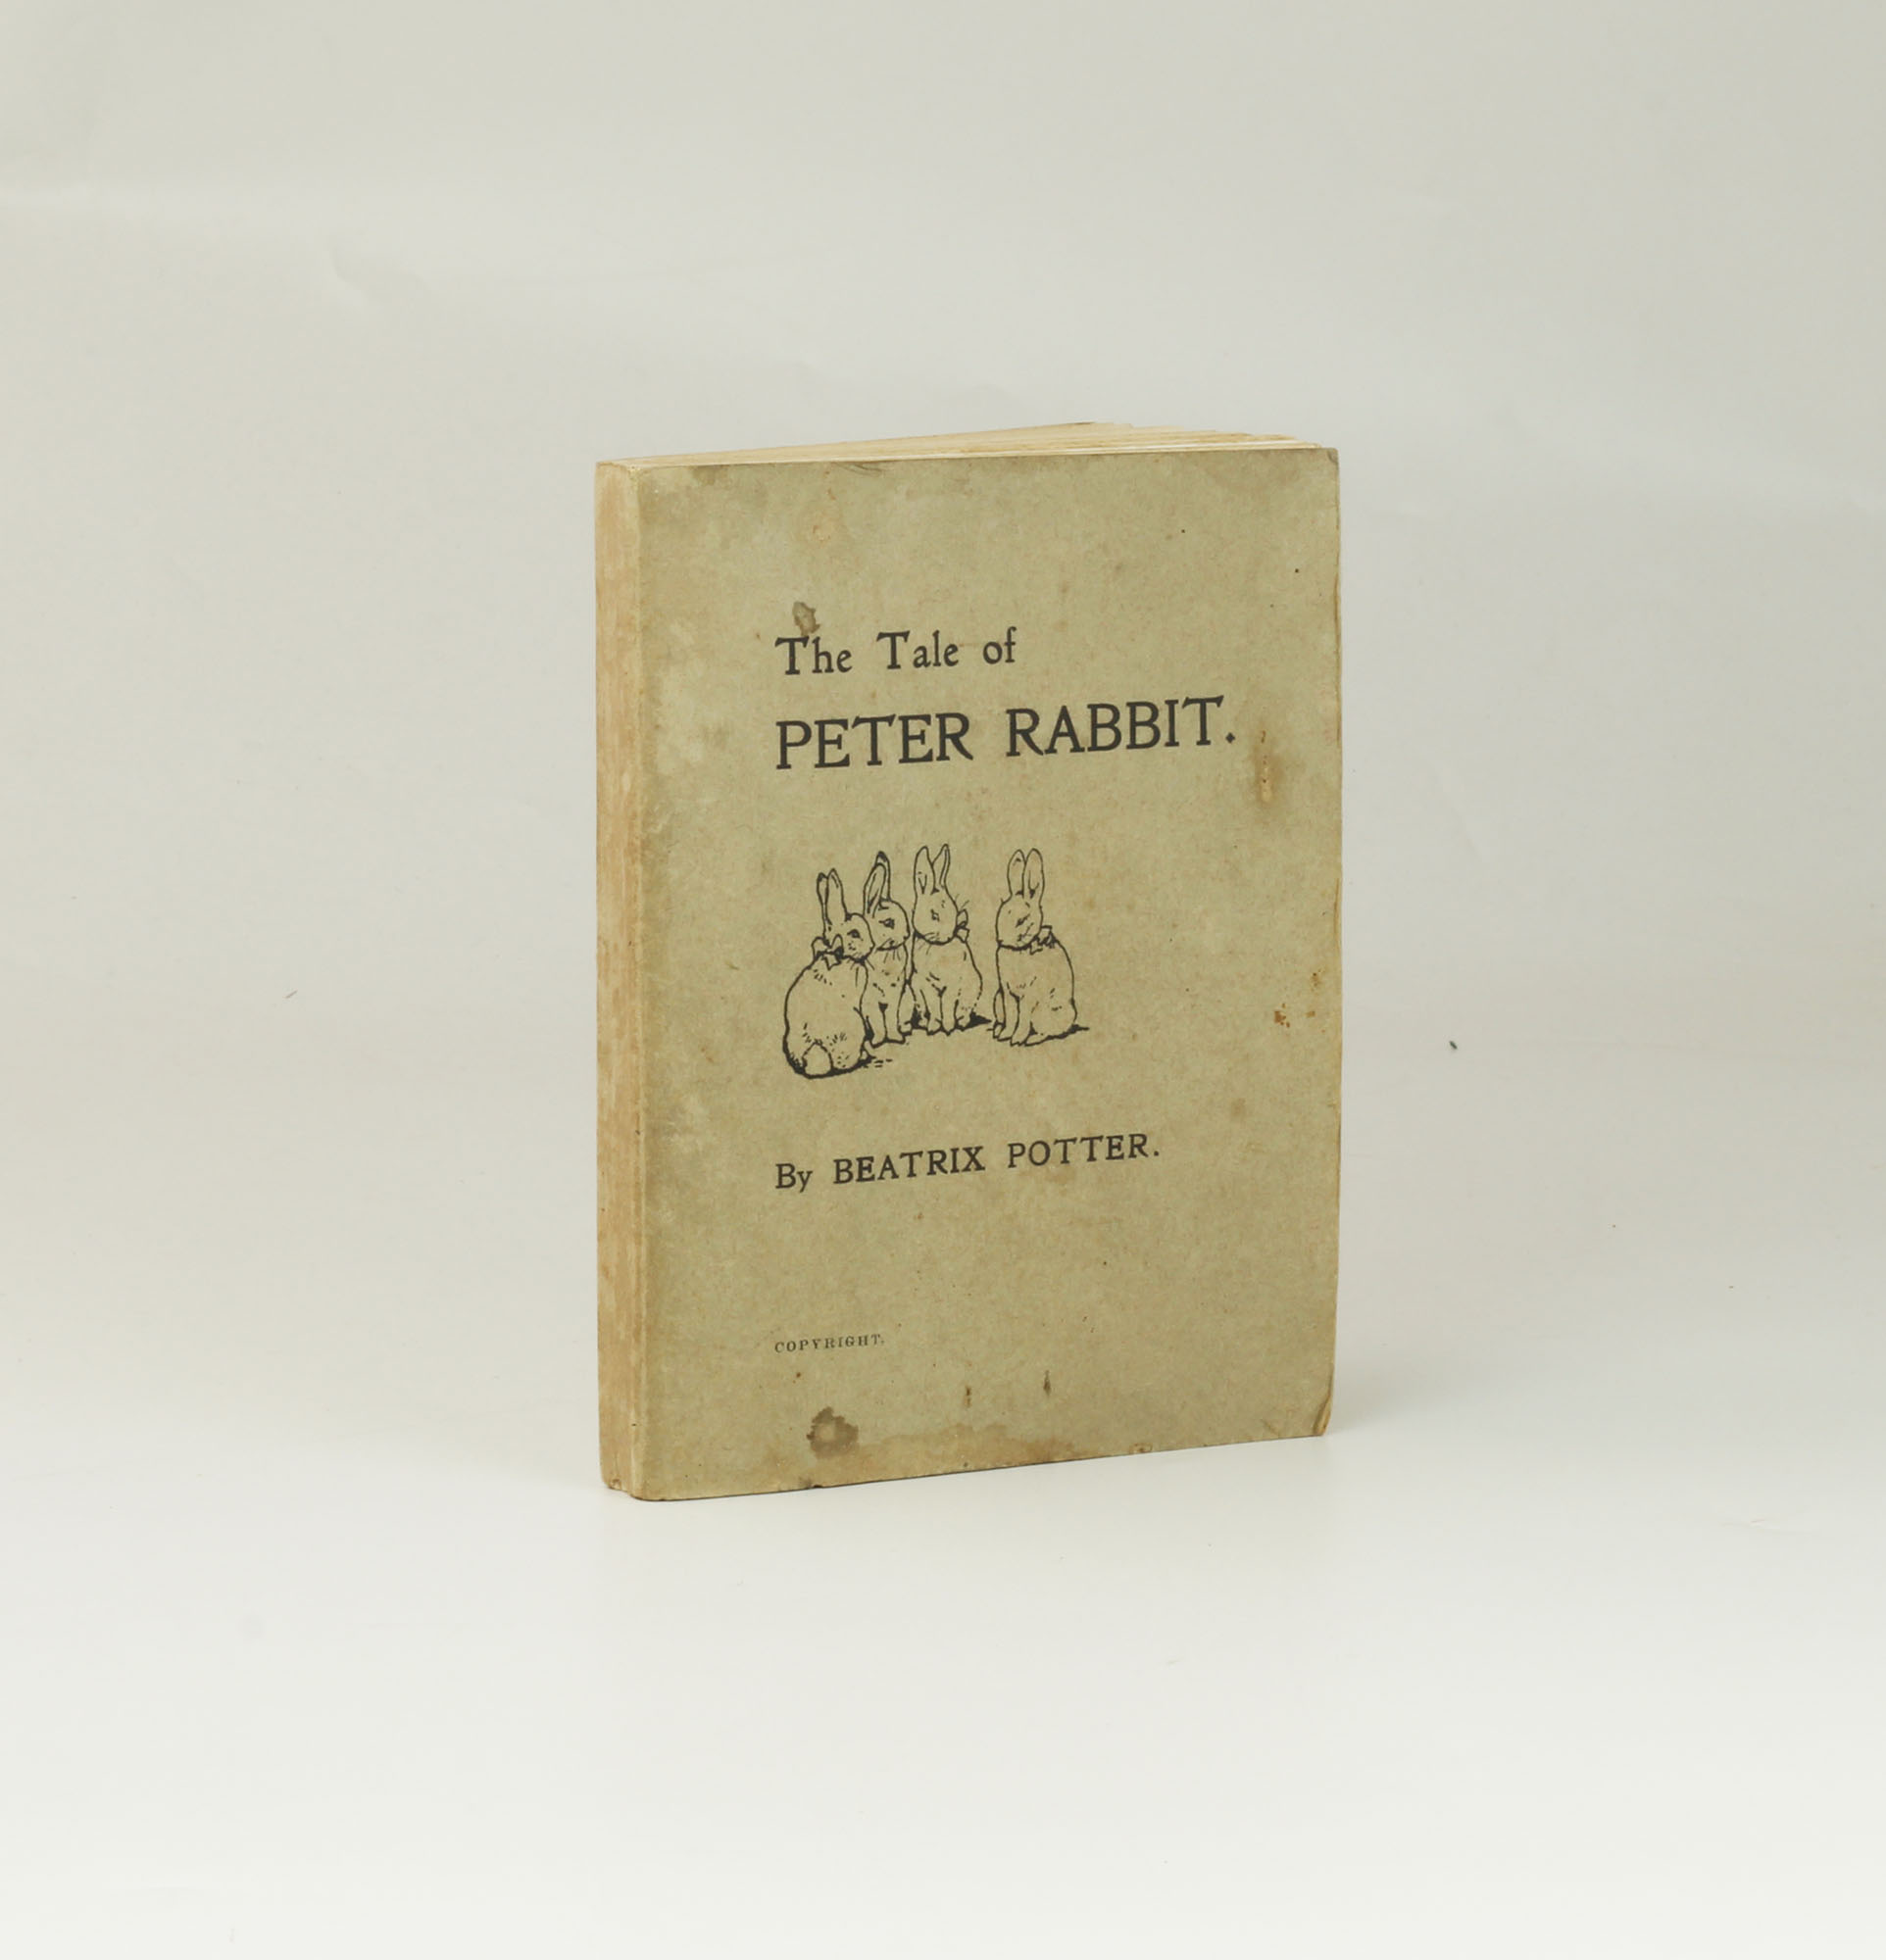 The Tale of
PETER RABBIT.
By BEATRIX POTTER.
COPYRIGHT.